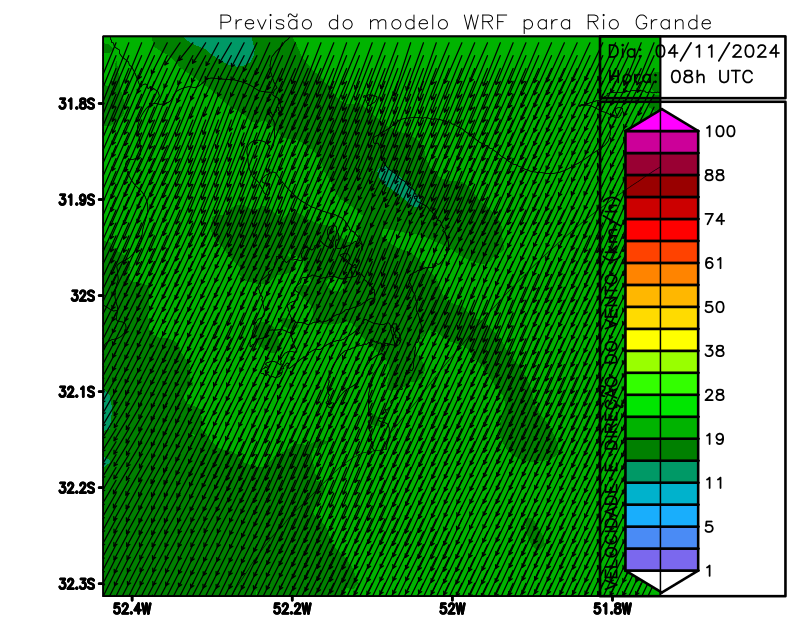 Previsão do modelo WRF para Rio Grande
Dia: 04/11/2024
Hora: 08h UTC
31.8S
31.9S
32S
32.1S
32.2S
32.3S
52.4W
52.2W
52W
51.8W
VELOCIDADE E DIREÇÃO DO VENTO (km/h)
100
88
74
61
50
38
28
19
11
5
1